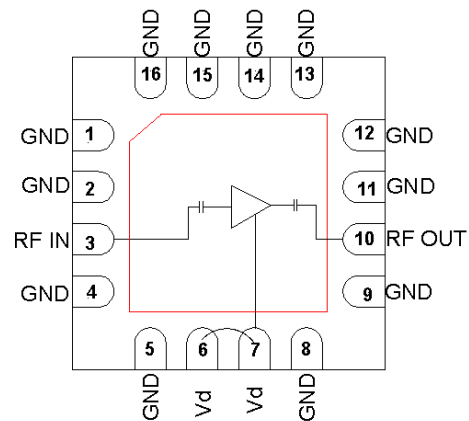 GND GND GND GND
16 15 14 13
GND 1 12 GND
GND 2 11 GND
RF IN 3 10 RF OUT
GND 4 9 GND
5 6 7 8
GND Vd Vd GND